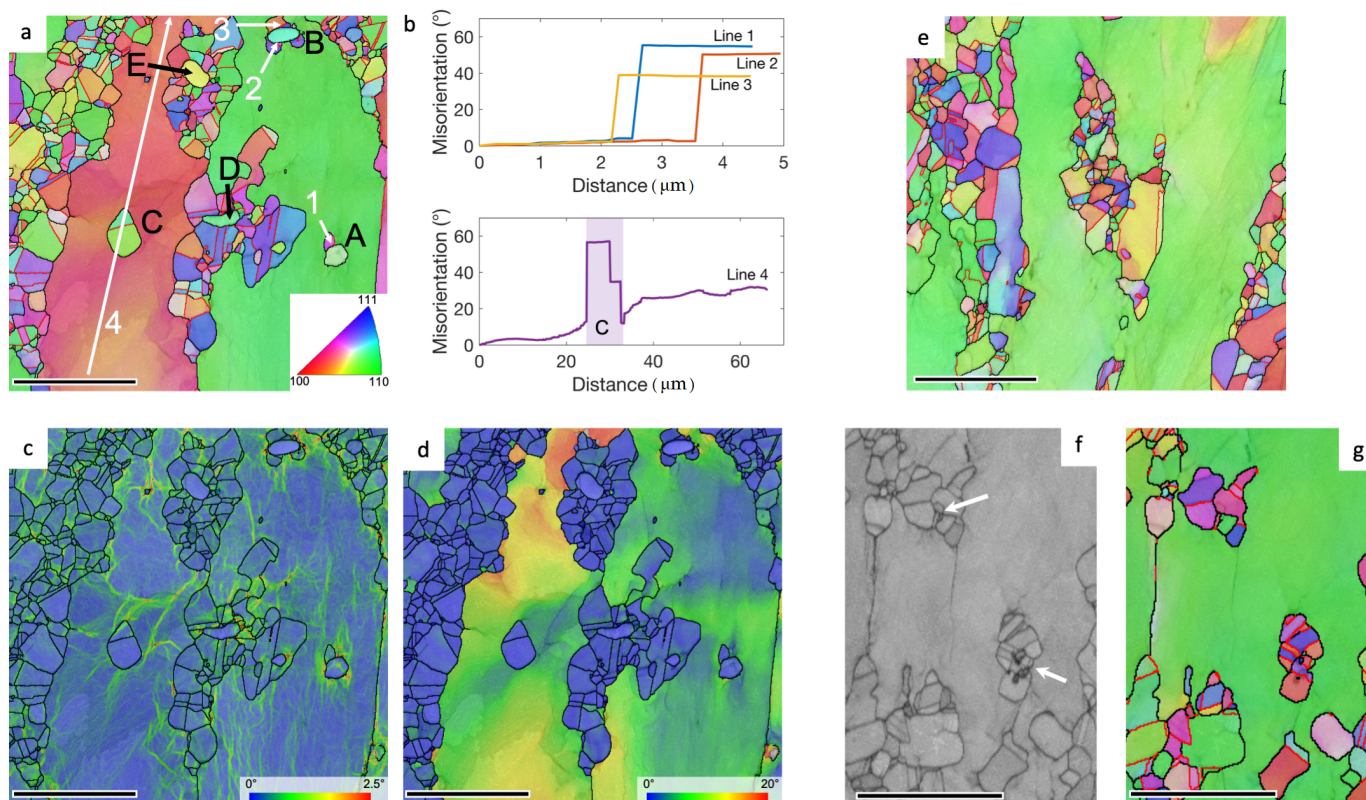 a
3
B
E
2
D
1
A
C
4
111
100
110
b
Misorientation (°)
60
40
20
0
Line 1
Line 2
Line 3
0 1 2 3 4 5
Distance (μm)
Misorientation (°)
60
40
20
0
Line 4
C
0 20 40 60
Distance (μm)
e
c
0° 2.5°
d
0° 20°
f
g